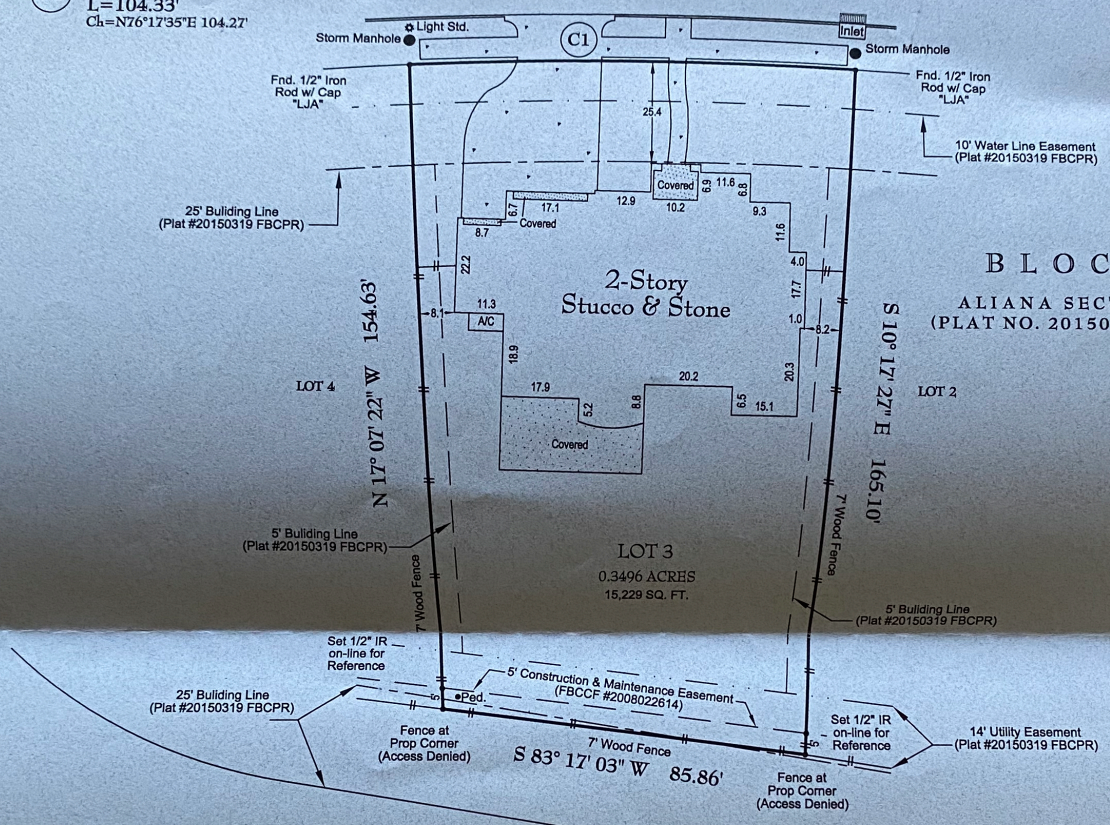 L=104.33'
Ch=N76°17'35"E 104.27'
Light Std.
Storm Manhole
C1
Inlet
Storm Manhole
Fnd. 1/2" Iron
Rod w/ Cap
"LJA"
Fnd. 1/2" Iron
Rod w/ Cap
"LJA"
25.4
10' Water Line Easement
(Plat #20150319 FBCPR)
25' Buliding Line
(Plat #20150319 FBCPR)
Covered
6.9
11.6
6.8
6.7
17.1
12.9
10.2
9.3
8.7
Covered
11.6
22.2
4.0
BLOC
2-Story
Stucco & Stone
17.7
ALIANA SEC
(PLAT NO. 20150
N 17° 07' 22" W 154.63'
8.1
11.3
A/C
1.0
8.2
S 10° 17' 27" E 165.10'
18.9
20.3
LOT 4
LOT 2
17.9
5.2
8.8
20.2
6.5
15.1
Covered
7' Wood Fence
5' Buliding Line
(Plat #20150319 FBCPR)
LOT 3
0.3496 ACRES
15,229 SQ. FT.
7' Wood Fence
5' Buliding Line
(Plat #20150319 FBCPR)
Set 1/2" IR
on-line for
Reference
5' Construction & Maintenance Easement
(FBCCF #2008022614)
25' Buliding Line
(Plat #20150319 FBCPR)
5'
Ped.
Set 1/2" IR
on-line for
Reference
5'
14' Utility Easement
(Plat #20150319 FBCPR)
Fence at
Prop Corner
(Access Denied)
7' Wood Fence
S 83° 17' 03" W 85.86'
Fence at
Prop Corner
(Access Denied)